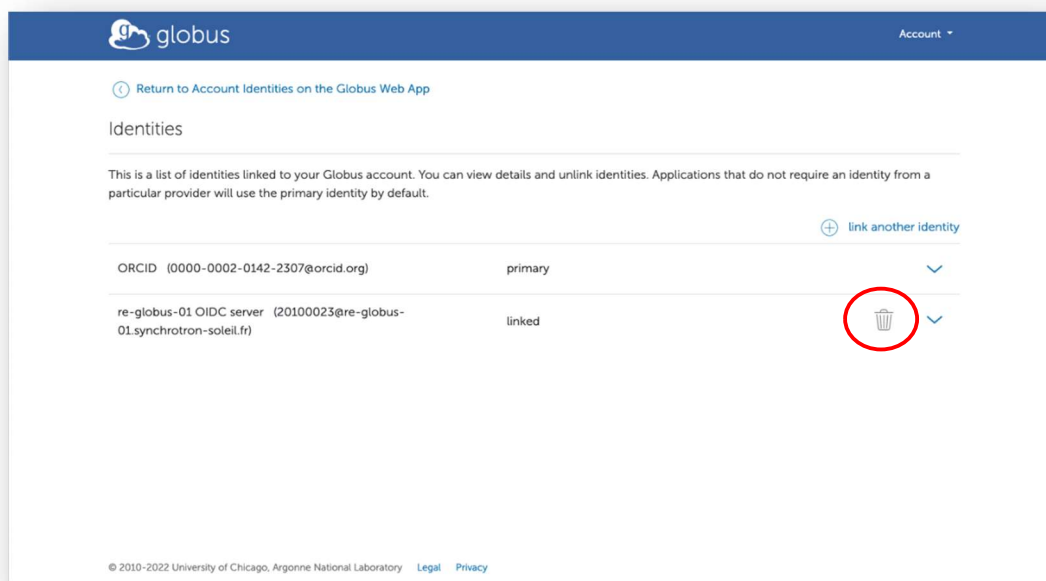 globus
Account
Return to Account Identities on the Globus Web App
Identities
This is a list of identities linked to your Globus account. You can view details and unlink identities. Applications that do not require an identity from a
particular provider will use the primary identity by default.
link another identity
ORCID (0000-0002-0142-2307@orcid.org) primary
re-globus-01 OIDC server (20100023@re-globus-
01.synchrotron-soleil.fr) linked
© 2010-2022 University of Chicago, Argonne National Laboratory Legal Privacy